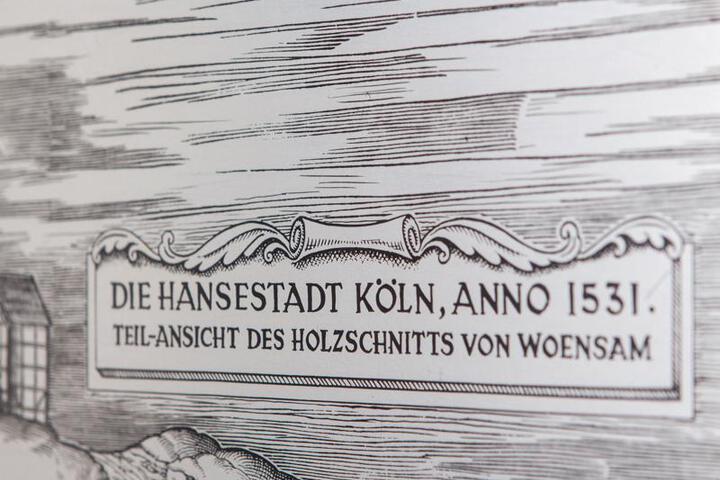 DIE HANSESTADT KÖLN, ANNO 1531.
TEIL-ANSICHT DES HOLZSCHNITTS VON WOENSAM